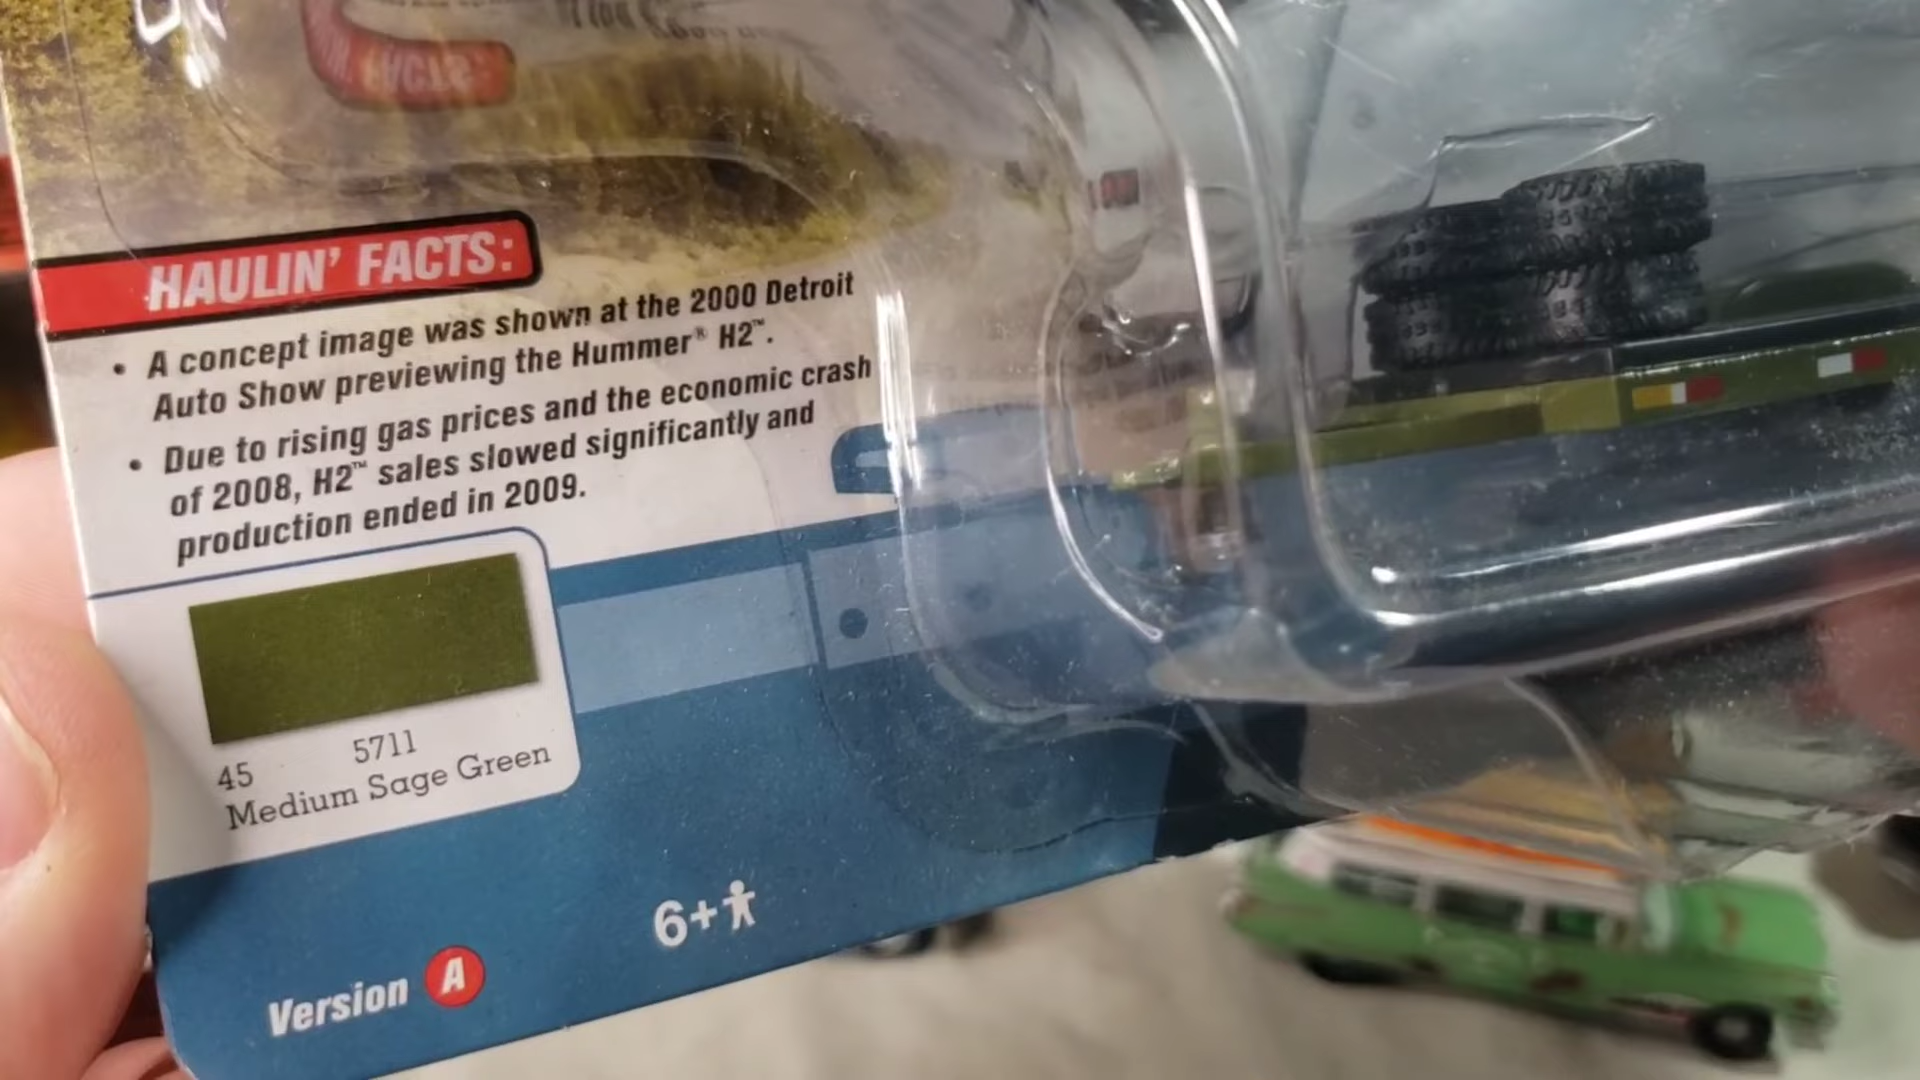 HAULIN' FACTS:
• A concept image was shown at the 2000 Detroit
Auto Show previewing the Hummer® H2™.
• Due to rising gas prices and the economic crash
of 2008, H2™ sales slowed significantly and
production ended in 2009.
45 5711
Medium Sage Green
6+
Version A